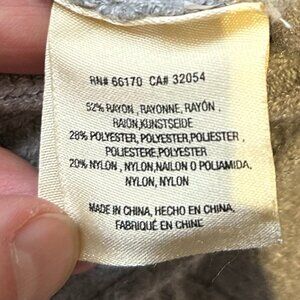 RN# 66170 CA# 32054
52% RAYON , RAYONNE, RAYÓN ,
RAION,KUNSTSEIDE
28% POLYESTER, POLYESTER,POLIESTER ,
POLIESTERE,POLYESTER
20% NYLON , NYLON,NAILON O POLIAMIDA,
NYLON, NYLON
MADE IN CHINA, HECHO EN CHINA,
FABRIQUÉ EN CHINE